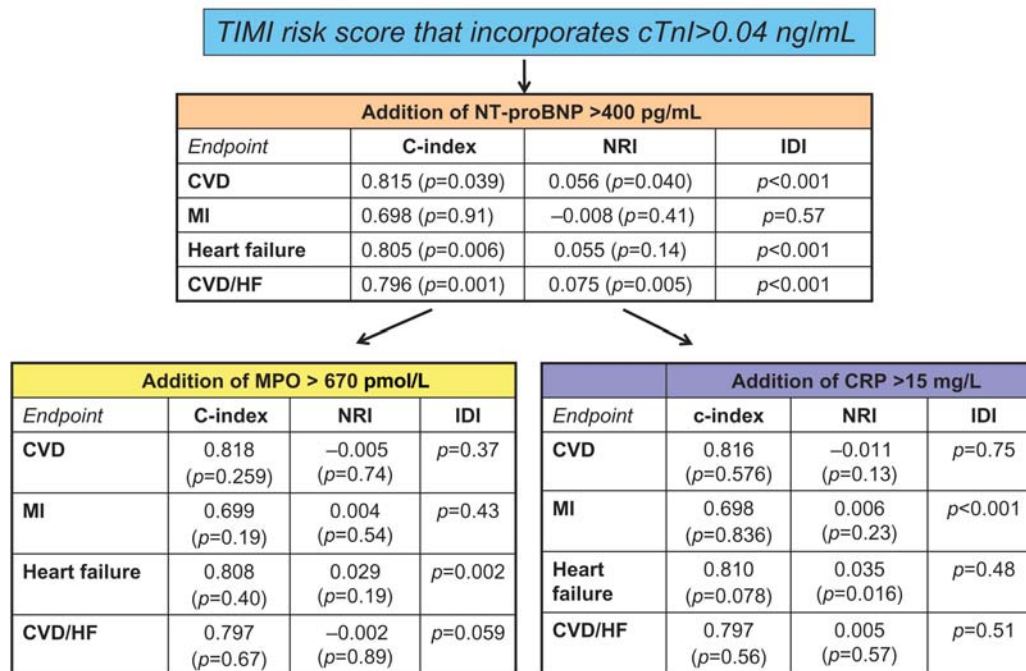 TIMI risk score that incorporates cTnI>0.04 ng/mL
Addition of NT-proBNP >400 pg/mL
Endpoint C-index NRI IDI
CVD 0.815 (p=0.039) 0.056 (p=0.040) p<0.001
MI 0.698 (p=0.91) –0.008 (p=0.41) p=0.57
Heart failure 0.805 (p=0.006) 0.055 (p=0.14) p<0.001
CVD/HF 0.796 (p=0.001) 0.075 (p=0.005) p<0.001
Addition of MPO > 670 pmol/L
Endpoint C-index NRI IDI
CVD 0.818 –0.005 p=0.37
(p=0.259) (p=0.74)
MI 0.699 0.004 p=0.43
(p=0.19) (p=0.54)
Heart failure 0.808 0.029 p=0.002
(p=0.40) (p=0.19)
CVD/HF 0.797 –0.002 p=0.059
(p=0.67) (p=0.89)
Addition of CRP >15 mg/L
Endpoint c-index NRI IDI
CVD 0.816 –0.011 p=0.75
(p=0.576) (p=0.13)
MI 0.698 0.006 p<0.001
(p=0.836) (p=0.23)
Heart 0.810 0.035 p=0.48
failure (p=0.078) (p=0.016)
CVD/HF 0.797 0.005 p=0.51
(p=0.56) (p=0.57)